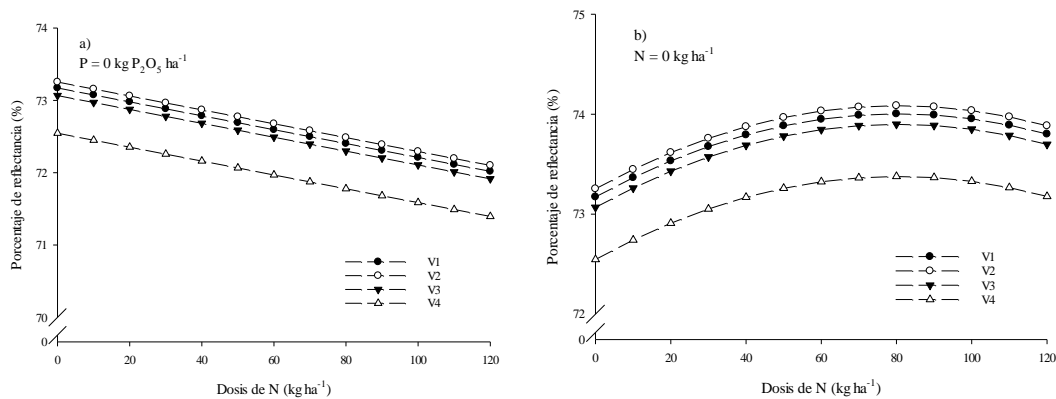 a)
P = 0 kg P₂O₅ ha⁻¹
Porcentaje de reflectancia (%)
74
73
72
71
70
0
V1
V2
V3
V4
0 20 40 60 80 100 120
Dosis de N (kg ha⁻¹)
b)
N = 0 kg ha⁻¹
Porcentaje de reflectancia (%)
75
74
73
72
0
V1
V2
V3
V4
0 20 40 60 80 100 120
Dosis de N (kg ha⁻¹)